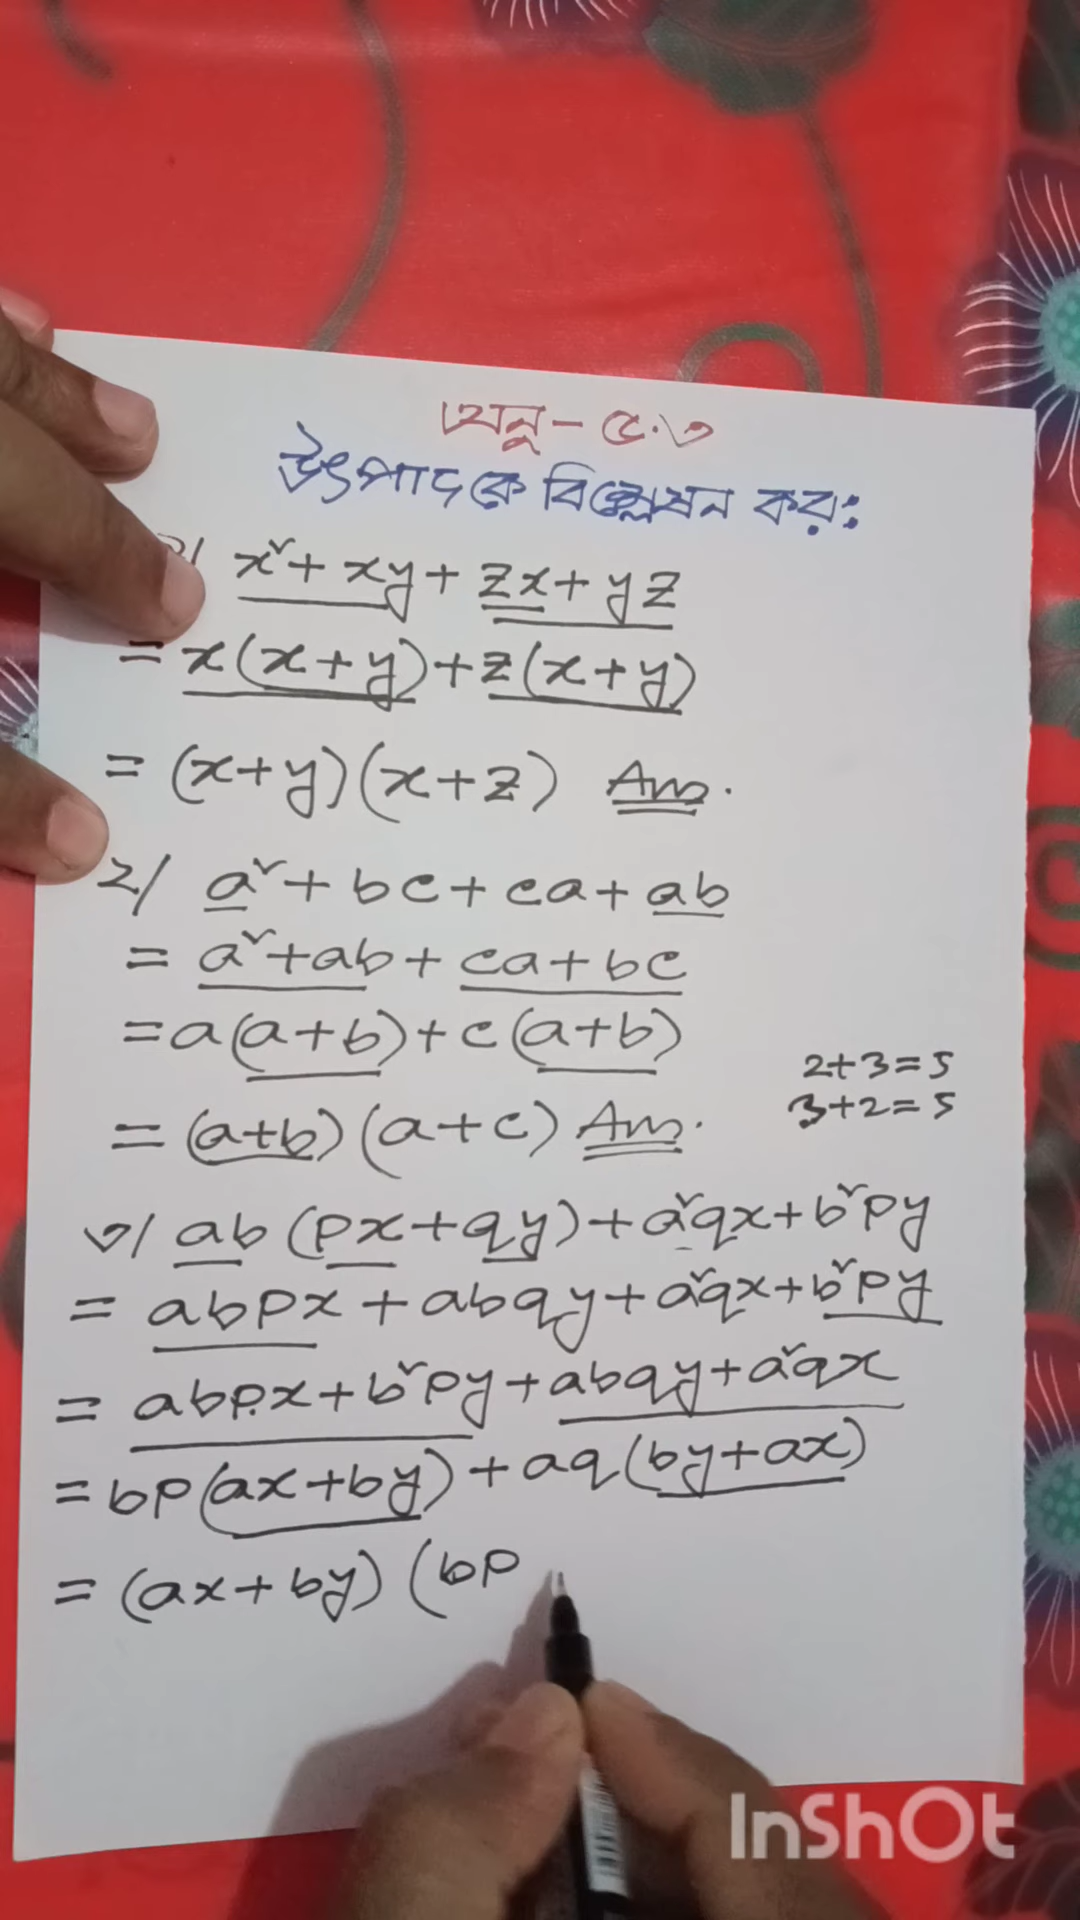 অনু - ৫.৩
উৎপাদকে বিশ্লেষন কর:
১/ x² + xy + zx + yz
= x(x+y) + z(x+y)
= (x+y)(x+z) Ans.
২/ a² + bc + ca + ab
= a² + ab + ca + bc
= a(a+b) + c(a+b)
2+3=5
3+2=5
= (a+b)(a+c) Ans.
৩/ ab(px+qy) + a²qx + b²py
= abpx + abqy + a²qx + b²py
= abpx + b²py + abqy + a²qx
= bp(ax+by) + aq(by+ax)
= (ax+by)(bp
InShOt